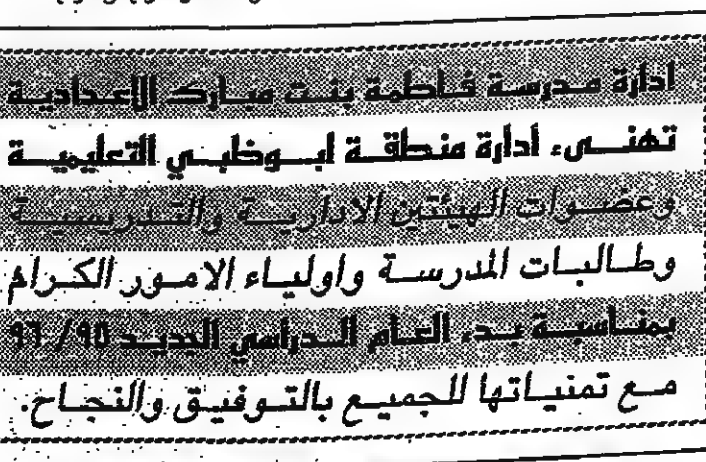 ادارة مدرسة فاطمة بنت مبارك الاعدادية
تهنىء ادارة منطقة ابوظبي التعليمية
وعضوات الهيئتين الادارية والتدريسية
وطالبات المدرسة واولياء الامور الكرام
بمناسبة بدء العام الدراسي الجديد ٩٥/ ٩٦
مع تمنياتها للجميع بالتوفيق والنجاح.